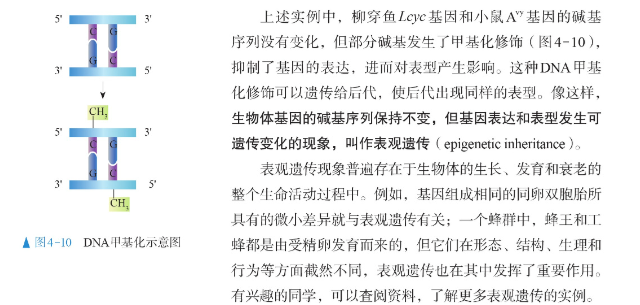 5' 3'
C G
G C
3' 5'
CH3
5' 3'
C G
G C
3' 5'
CH3
▲图4-10 DNA甲基化示意图
上述实例中，柳穿鱼Lcyc基因和小鼠Avy基因的碱基
序列没有变化，但部分碱基发生了甲基化修饰（图4-10），
抑制了基因的表达，进而对表型产生影响。这种DNA甲基
化修饰可以遗传给后代，使后代出现同样的表型。像这样，
生物体基因的碱基序列保持不变，但基因表达和表型发生可
遗传变化的现象，叫作表观遗传（epigenetic inheritance）。
表观遗传现象普遍存在于生物体的生长、发育和衰老的
整个生命活动过程中。例如，基因组成相同的同卵双胞胎所
具有的微小差异就与表观遗传有关；一个蜂群中，蜂王和工
蜂都是由受精卵发育而来的，但它们在形态、结构、生理和
行为等方面截然不同，表观遗传也在其中发挥了重要作用。
有兴趣的同学，可以查阅资料，了解更多表观遗传的实例。